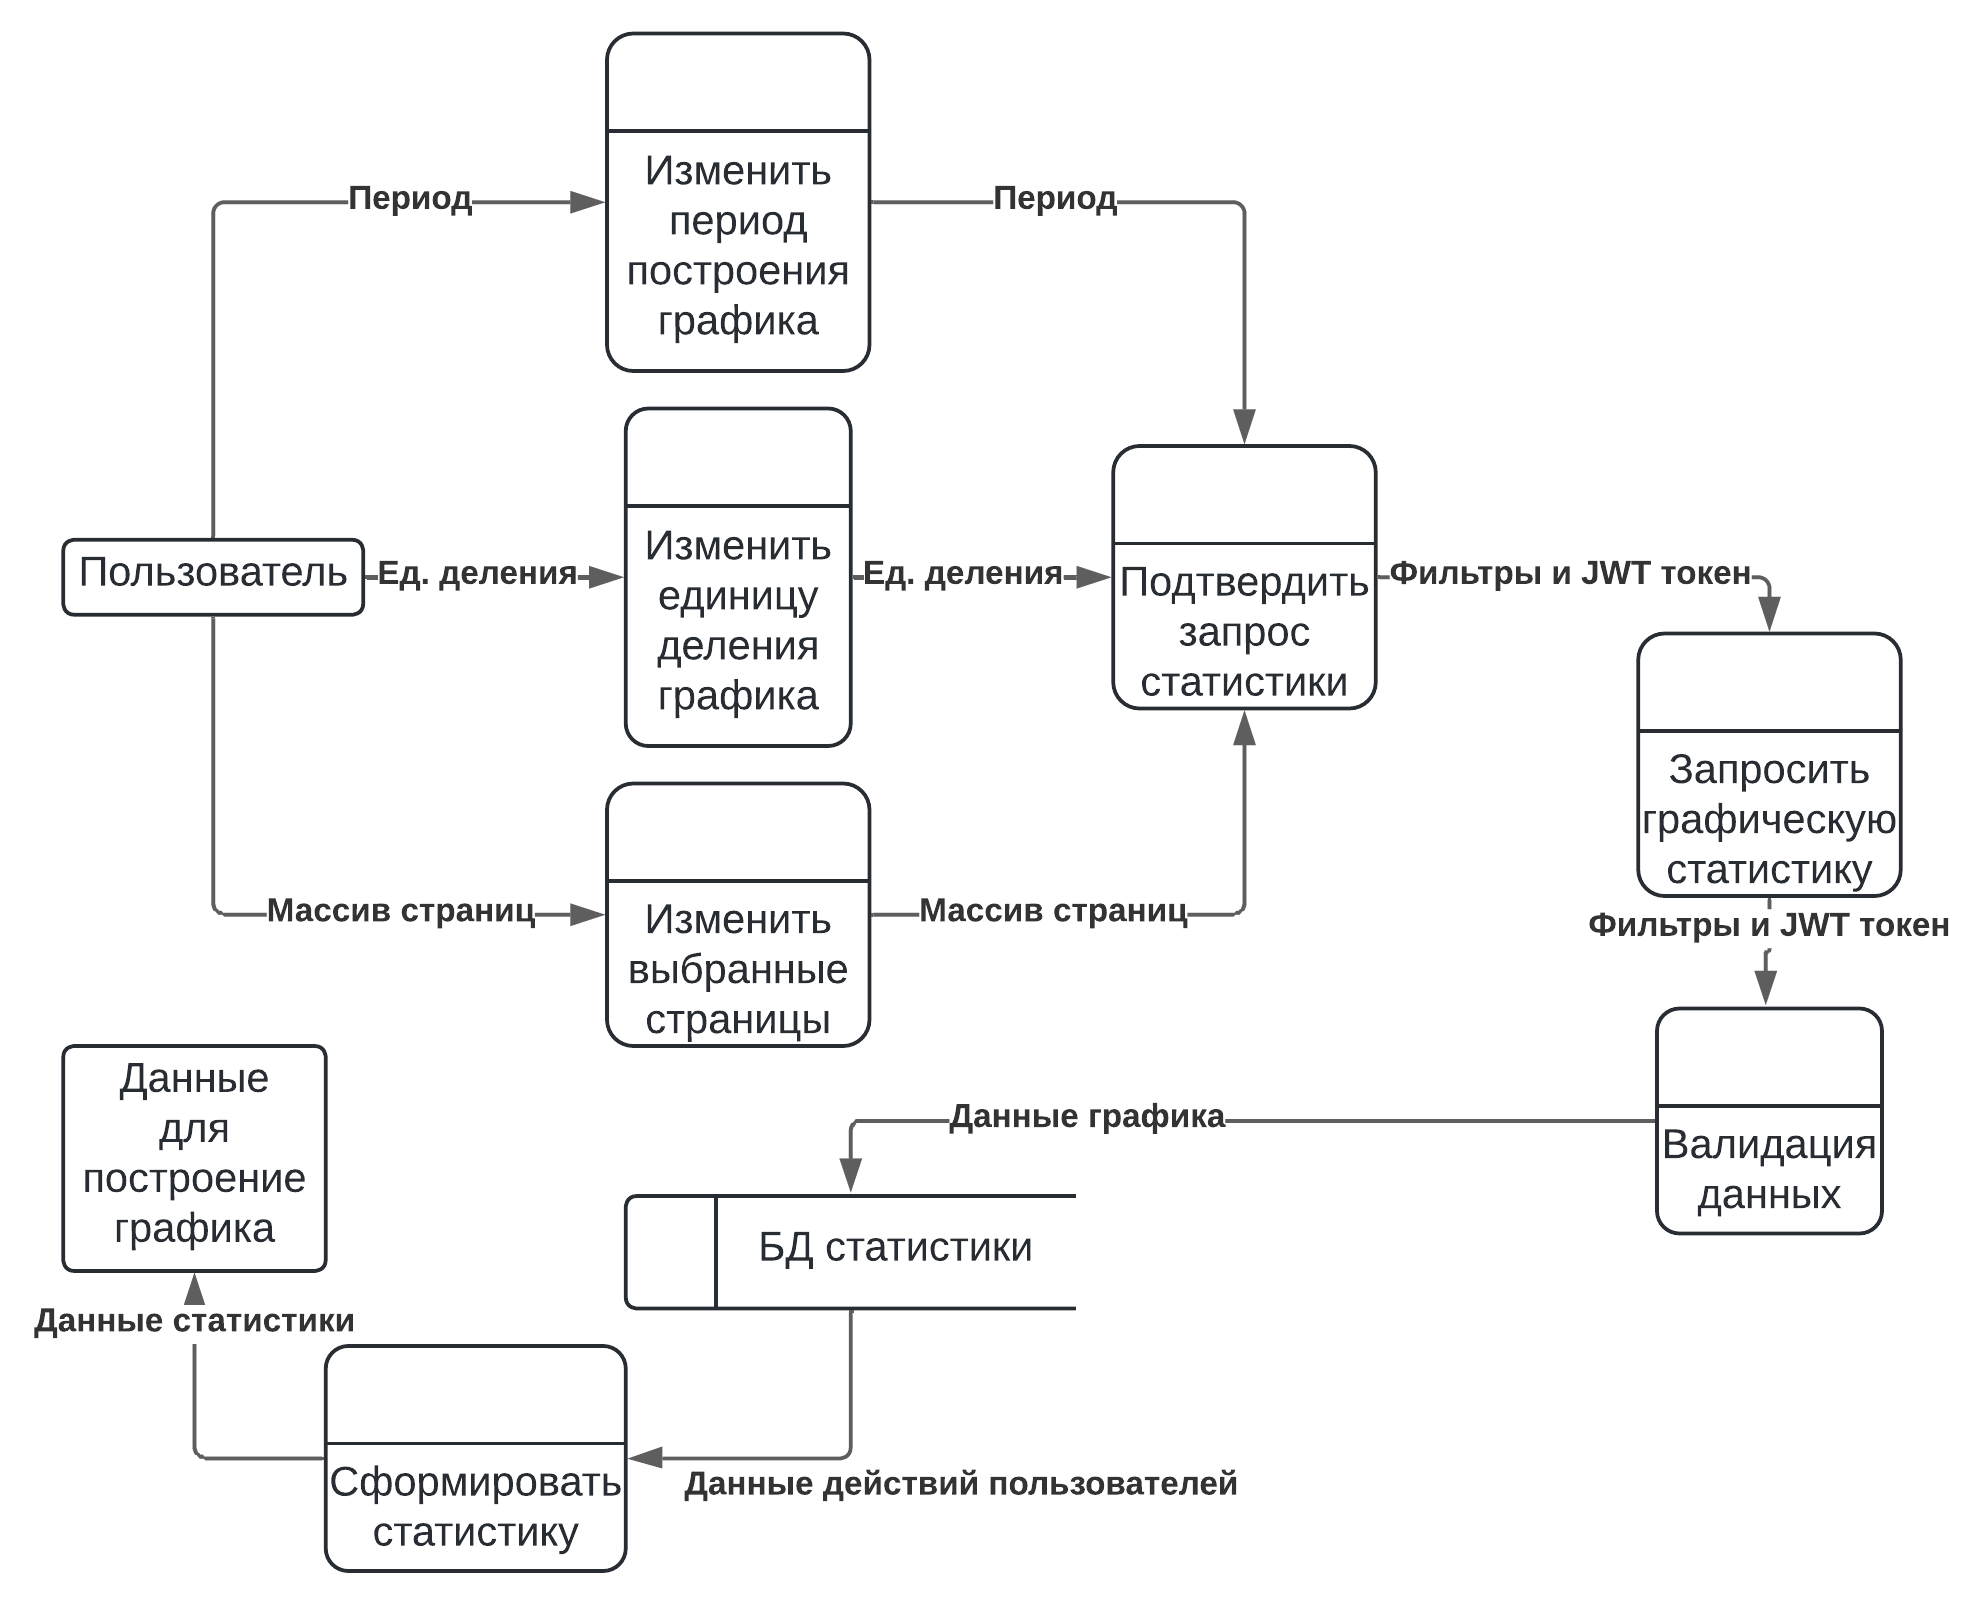 Изменить
период
построения
графика
Период
Период
Изменить
единицу
деления
графика
Пользователь
Ед. деления
Ед. деления
Подтвердить
запрос
статистики
Фильтры и JWT токен
Запросить
графическую
статистику
Массив страниц
Изменить
выбранные
страницы
Массив страниц
Фильтры и JWT токен
Валидация
данных
Данные графика
БД статистики
Данные
для
построение
графика
Данные статистики
Сформировать
статистику
Данные действий пользователей